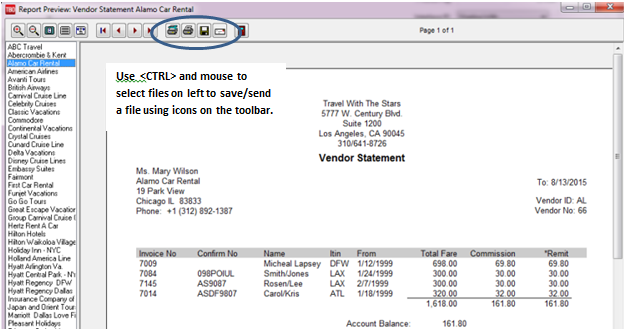 TBO Report Preview: Vendor Statement Alamo Car Rental
Page 1 of 1
ABC Travel
Abercrombie & Kent
Alamo Car Rental
American Airlines
Avanti Tours
British Airways
Carnival Cruise Line
Celebrity Cruises
Classic Vacations
Commodore
Continental Vacations
Crystal Cruises
Cunard Cruise Line
Delta Vacations
Disney Cruise Lines
Embassy Suites
Fairmont
First Car Rental
Funjet Vacations
Go Go Tours
Great Escape Vacation
Group Carnival Cruise
Hertz Rent A Car
Hilton Hotels
Hilton Waikoloa Village
Holiday Inn - NYC
Holland America Line
Hyatt Arlington Va.
Hyatt Central Park - N
Hyatt Regency DFW
Hyatt Regency Dallas
Insurance Company of
Japan and Orient Tour
Marriott Dallas Love Fi
Pleasant Holidays
Use <CTRL> and mouse to
select files on left to save/send
a file using icons on the toolbar.
Travel With The Stars
5777 W. Century Blvd.
Suite 1200
Los Angeles, CA 90045
310/641-8726
Vendor Statement
Ms. Mary Wilson
Alamo Car Rental
19 Park View
Chicago IL 83833
Phone: +1 (312) 892-1387
To: 8/13/2015
Vendor ID: AL
Vendor No: 66
Invoice No Confirm No Name Itin From Total Fare Commission *Remit
7009 Micheal Lapsey DFW 1/12/1999 698.00 69.80 69.80
7084 098POIUL Smith/Jones LAX 1/24/1999 300.00 30.00 30.00
7145 AS9087 Rosen/Lee LAX 2/7/1999 300.00 30.00 30.00
7014 ASDF9807 Carol/Kris ATL 1/18/1999 320.00 32.00 32.00
1,618.00 161.80 161.80
Account Balance: 161.80